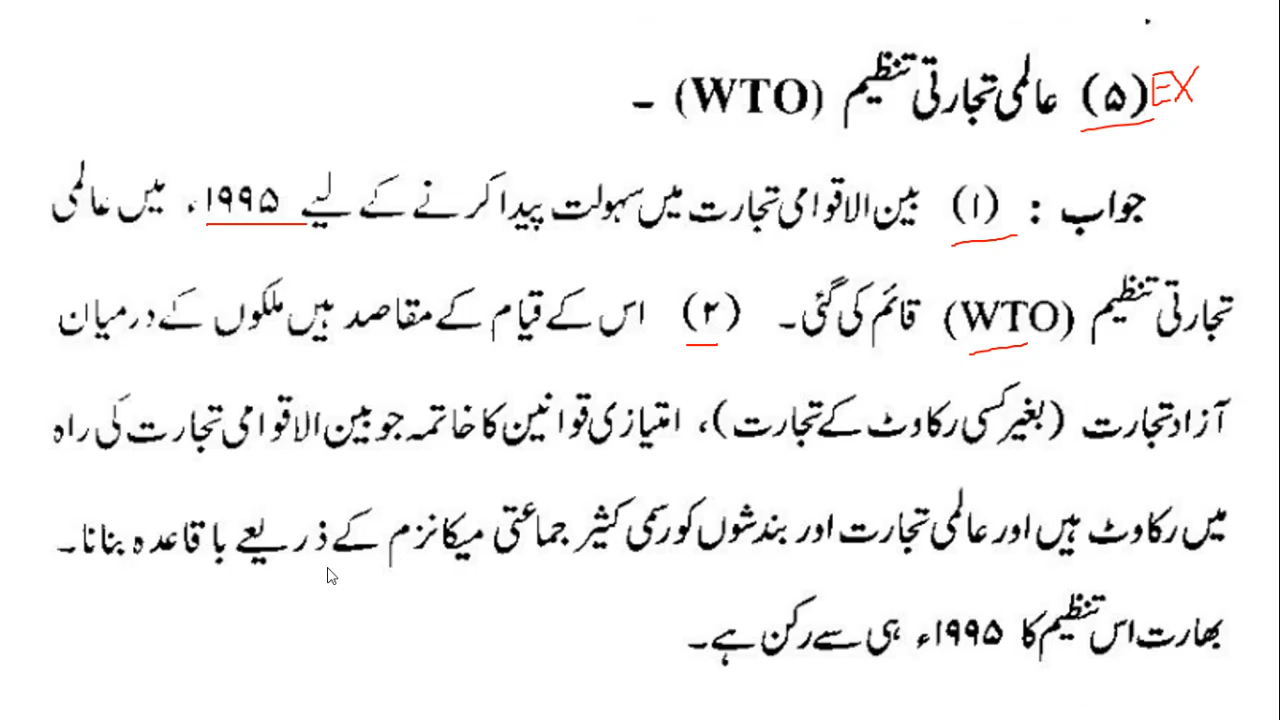 (۵) عالمی تجارتی تنظیم (WTO) ۔ EX
جواب : (۱) بین الاقوامی تجارت میں سہولت پیدا کرنے کے لیے ۱۹۹۵ء میں عالمی
تجارتی تنظیم (WTO) قائم کی گئی۔ (۲) اس کے قیام کے مقاصد ہیں ملکوں کے درمیان
آزاد تجارت (بغیر کسی رکاوٹ کے تجارت)، امتیازی قوانین کا خاتمہ جو بین الاقوامی تجارت کی راہ
میں رکاوٹ ہیں اور عالمی تجارت اور بندشوں کو رسمی کثیر جماعتی میکانزم کے ذریعے با قاعدہ بنانا۔
بھارت اس تنظیم کا ۱۹۹۵ء ہی سے رکن ہے۔